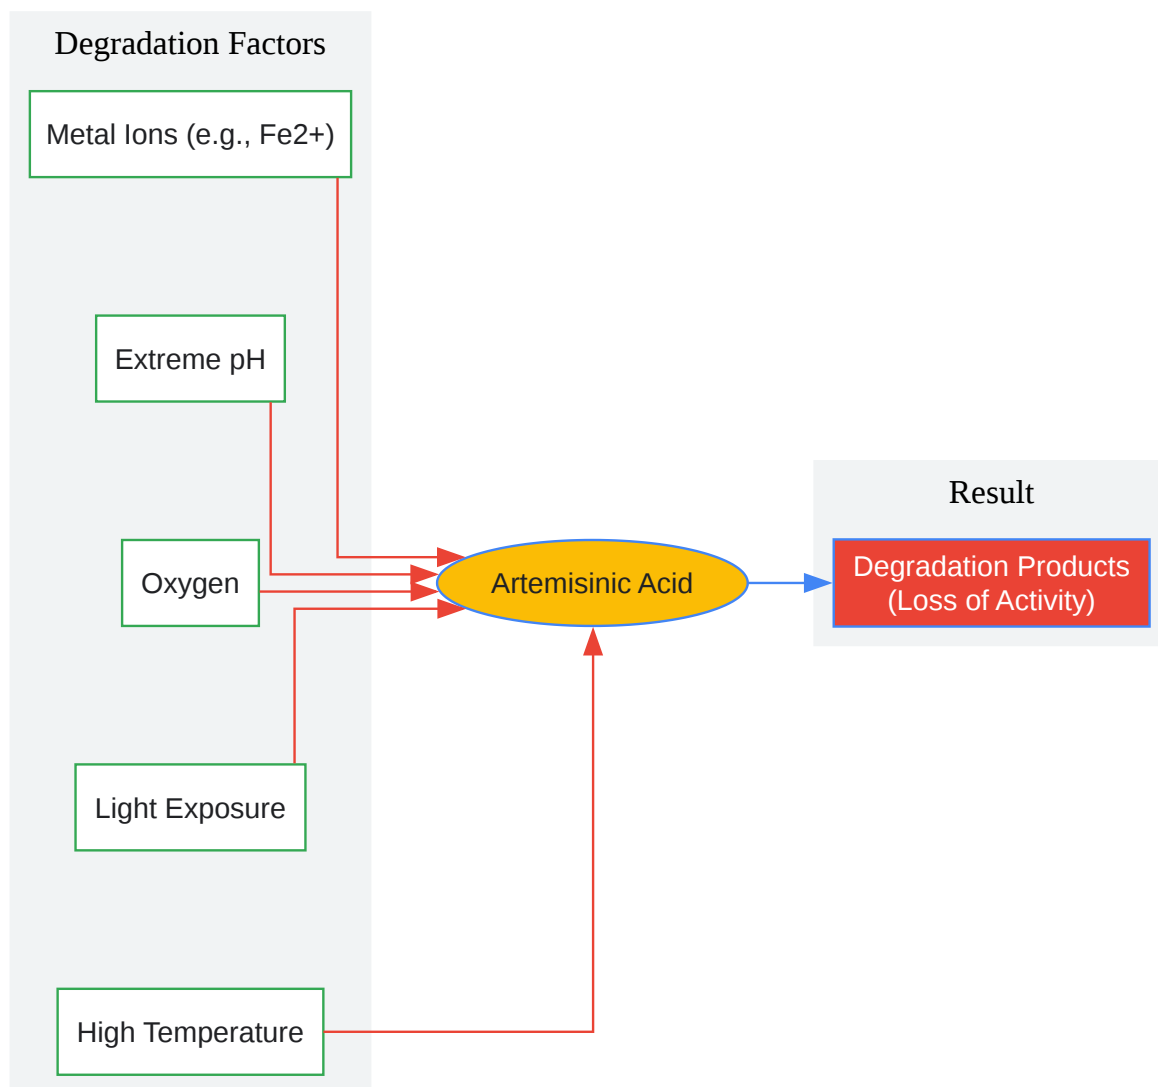 Degradation Factors
Metal Ions (e.g., Fe2+)
Extreme pH
Oxygen
Light Exposure
High Temperature
Artemisinic Acid
Result
Degradation Products
(Loss of Activity)